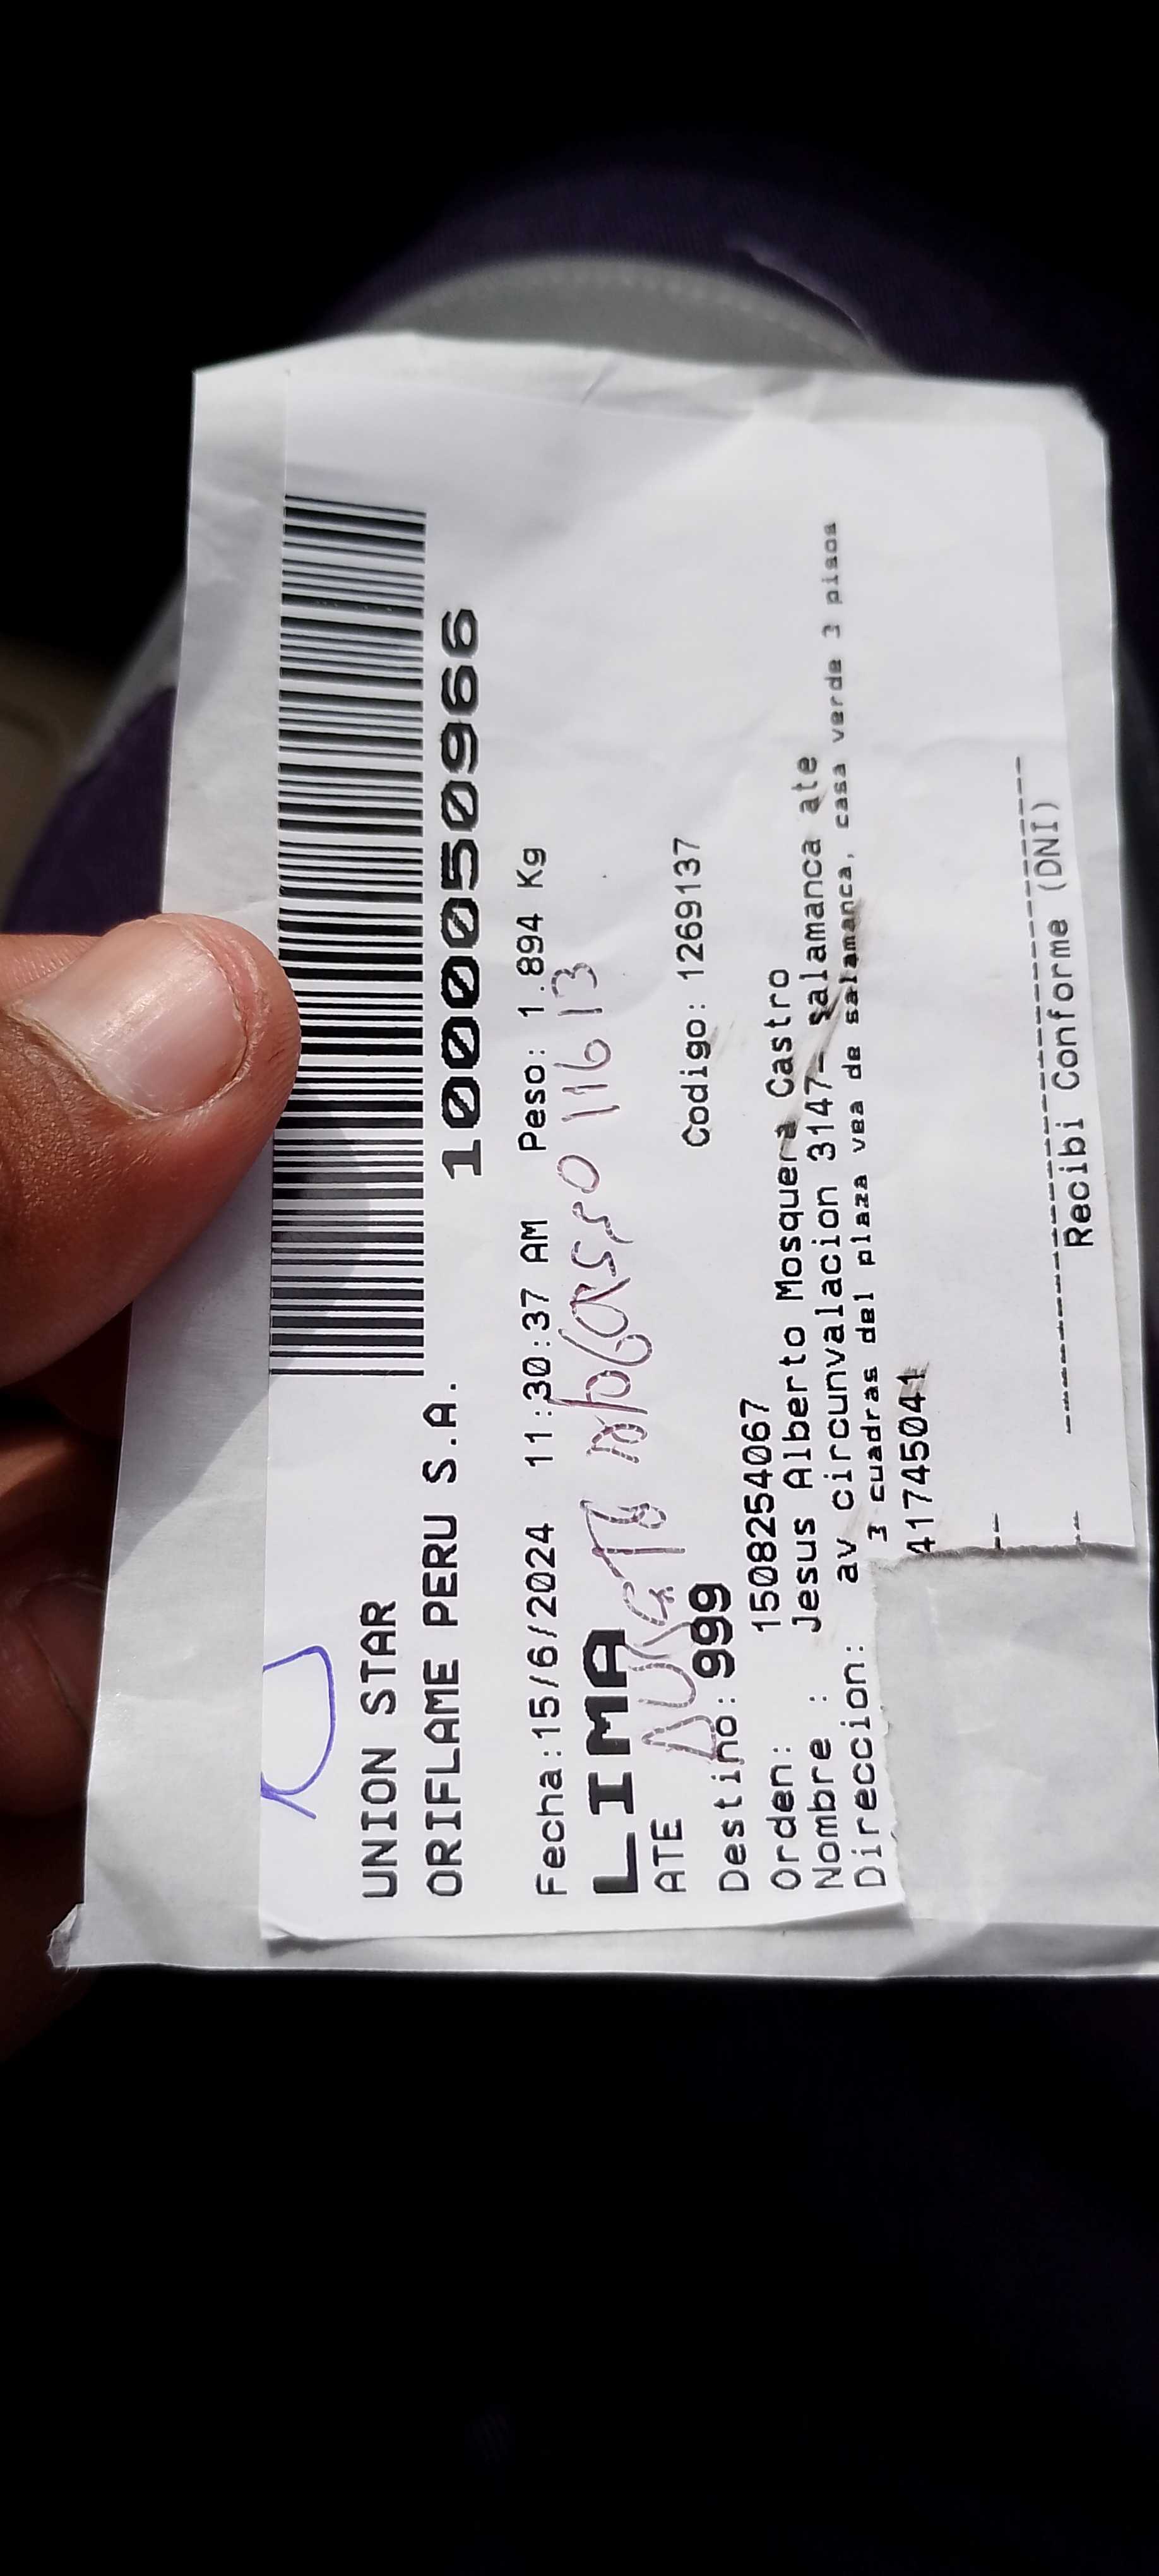 UNION STAR
ORIFLAME PERU S.A.
1000050966
Fecha:15/6/2024 11:30:37 AM Peso: 1.894 Kg
LIMA
11613
ATE
Destino: 999 Codigo: 1269137
Orden: 1508254067
Nombre : Jesus Alberto Mosquera Castro
Direccion: av circunvalacion 3147- salamanca ate
3 cuadras del plaza vea de salamanca, casa verde 3 pisos
41745041
Recibi Conforme (DNI)